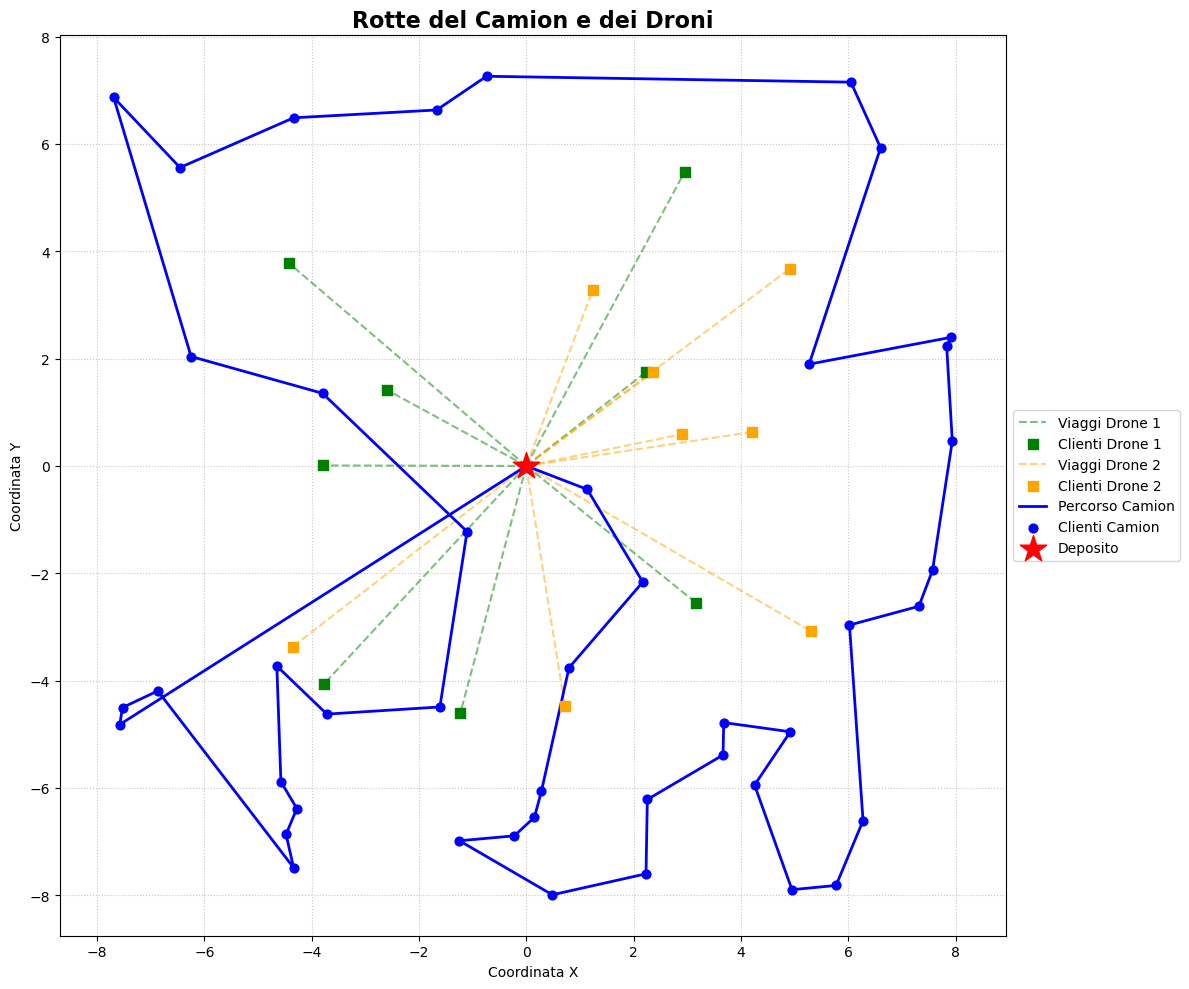 Rotte del Camion e dei Droni
Coordinata Y
8
6
4
2
0
−2
−4
−6
−8
−8 −6 −4 −2 0 2 4 6 8
Coordinata X
Viaggi Drone 1
Clienti Drone 1
Viaggi Drone 2
Clienti Drone 2
Percorso Camion
Clienti Camion
Deposito